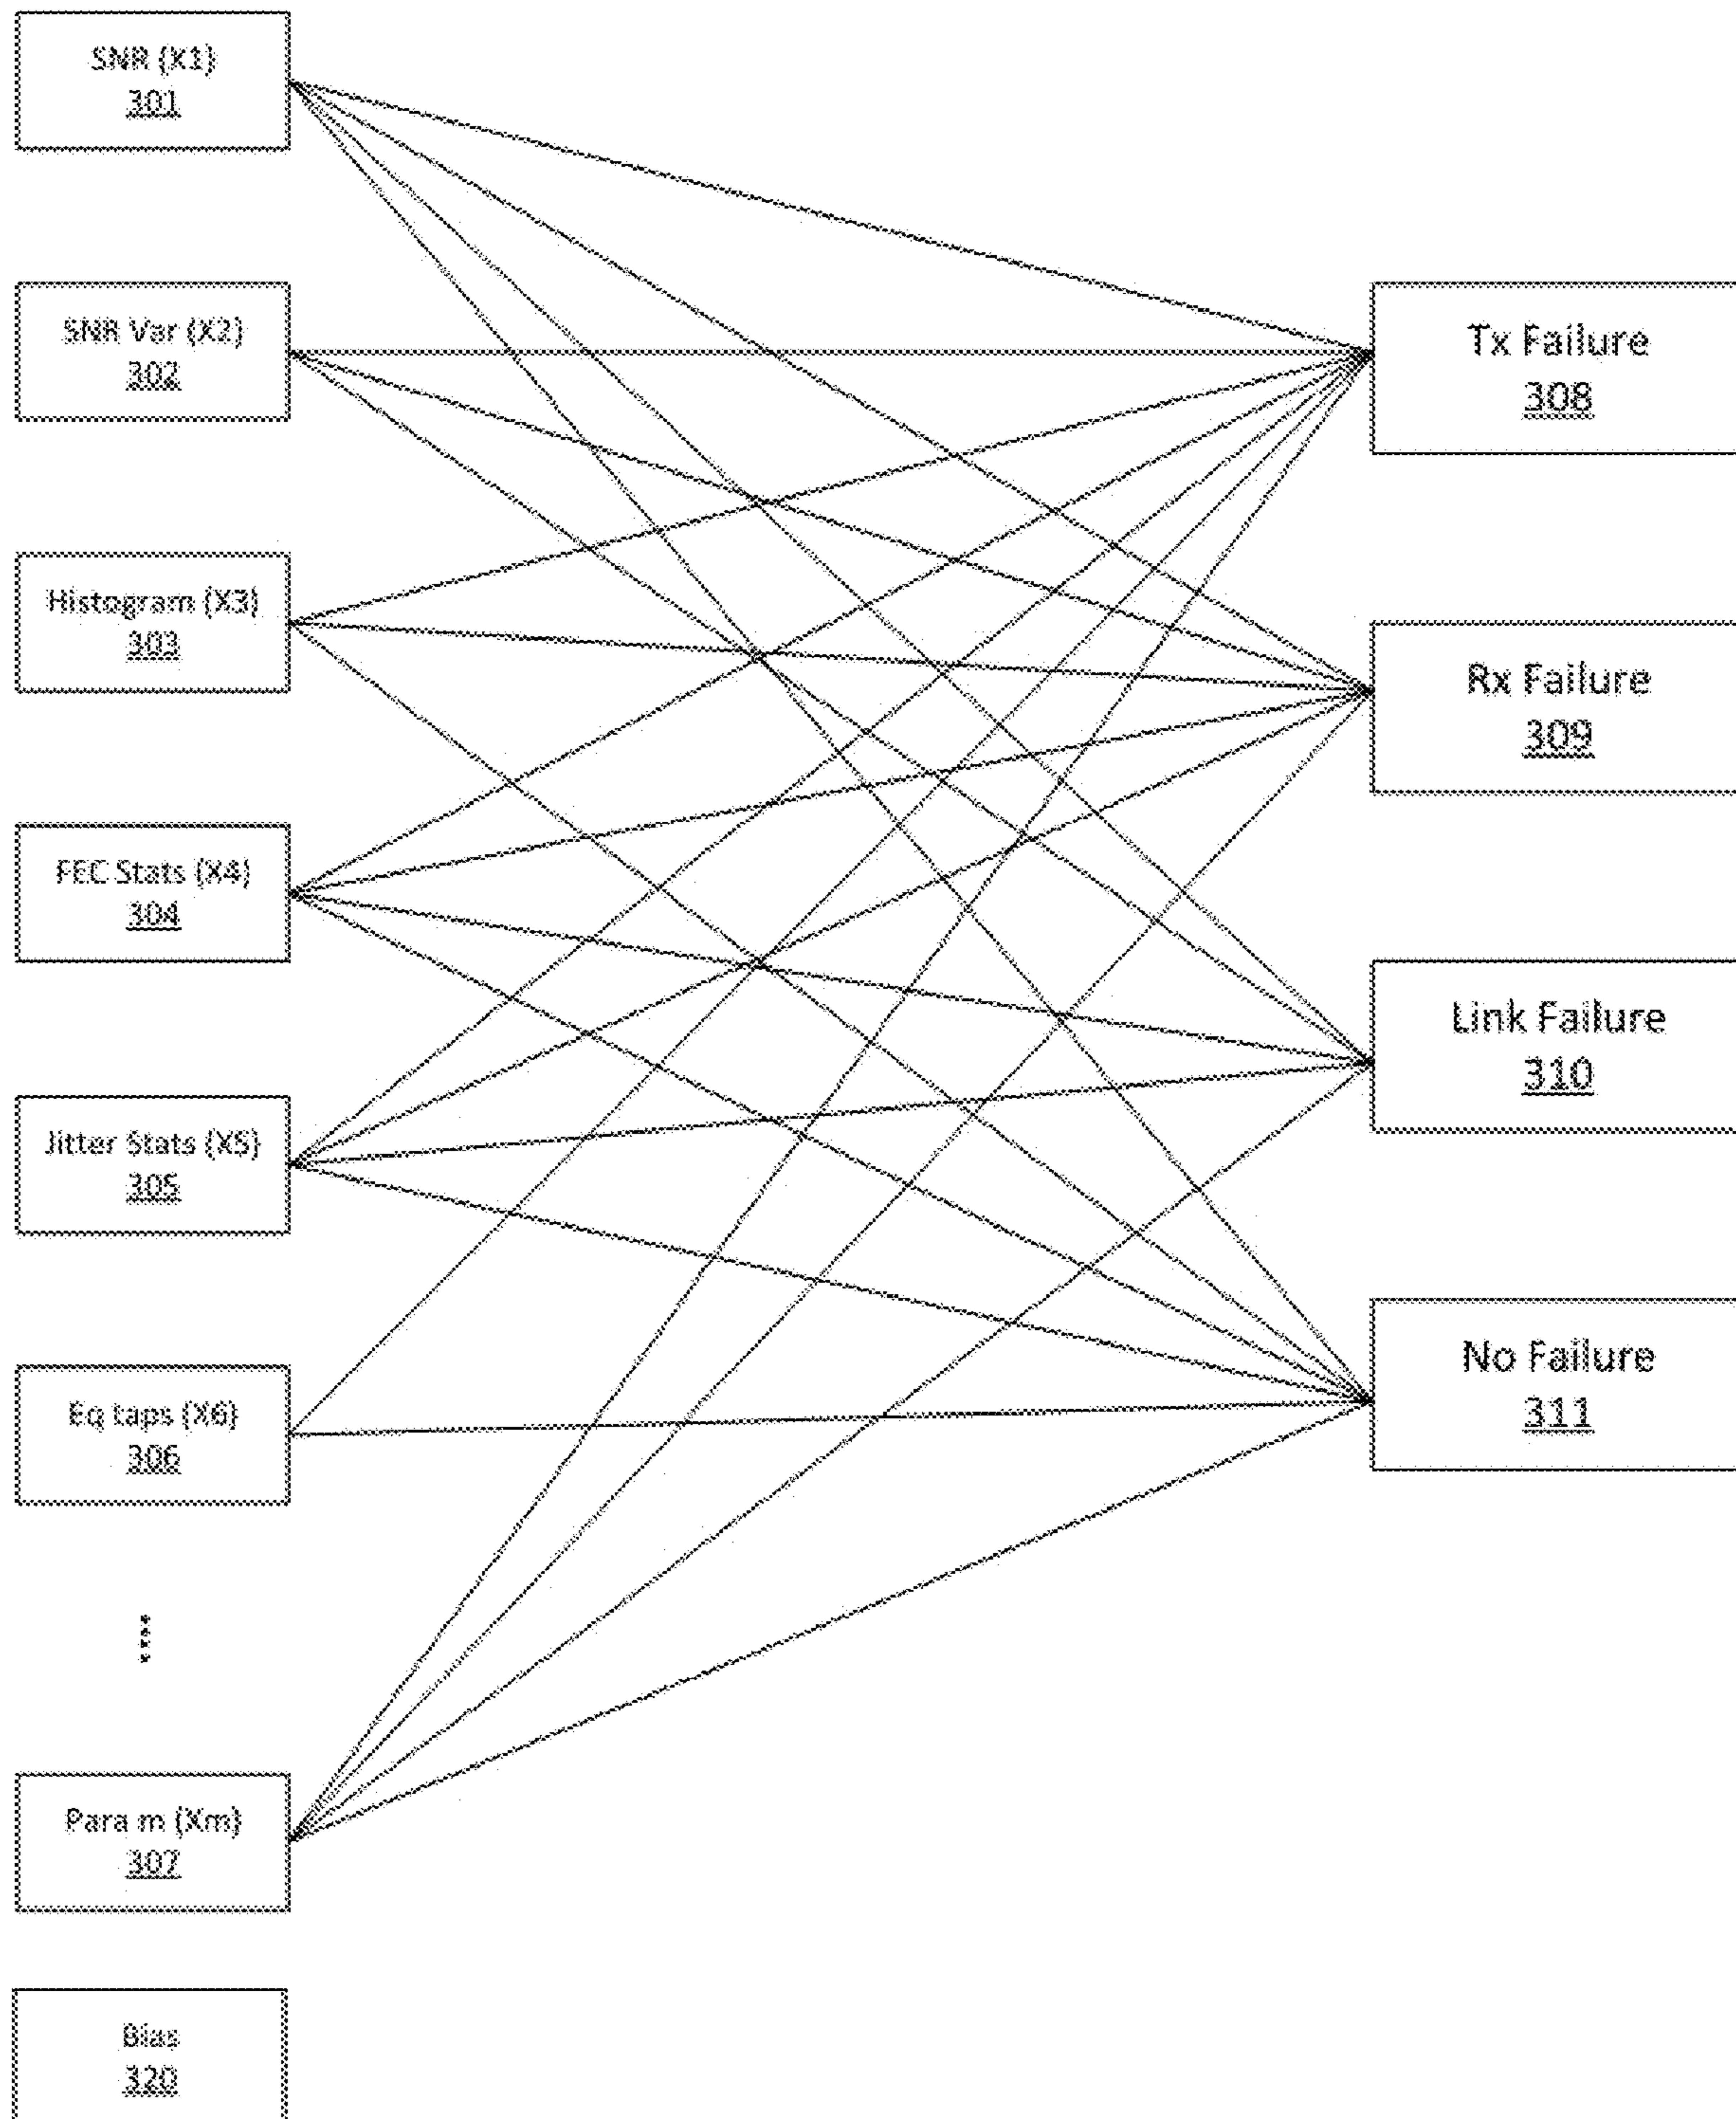 SNR (X1)
301
SNR Var (X2)
302
Histogram (X3)
303
FEC Stats (X4)
304
Jitter Stats (X5)
305
Eq taps (X6)
306
Para m (Xm)
307
Bias
320
Tx Failure
308
Rx Failure
309
Link Failure
310
No Failure
311